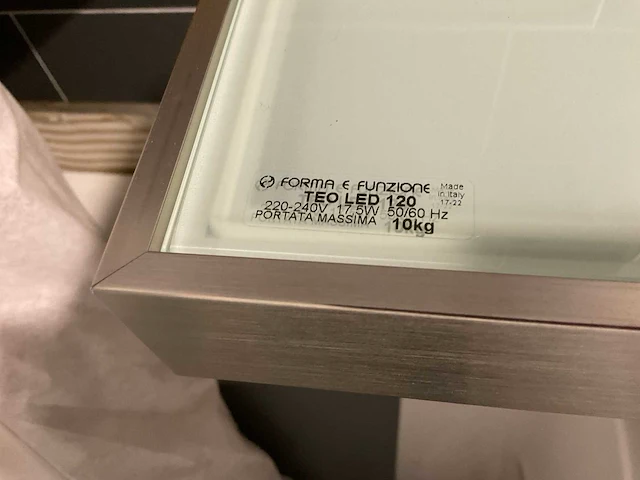 FORMA E FUNZIONE
Made in Italy 17-22
TEO LED 120
220-240V 17,5W 50/60 Hz
PORTATA MASSIMA 10kg